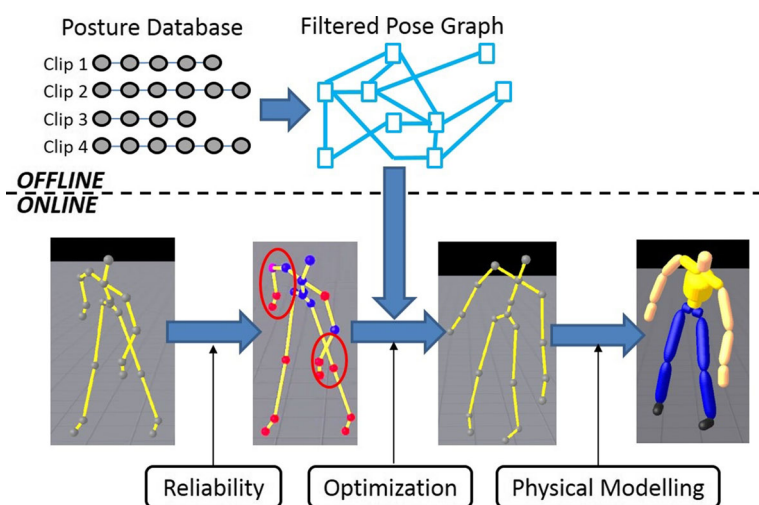 Posture Database
Filtered Pose Graph
Clip 1
Clip 2
Clip 3
Clip 4
OFFLINE
ONLINE
Reliability
Optimization
Physical Modelling